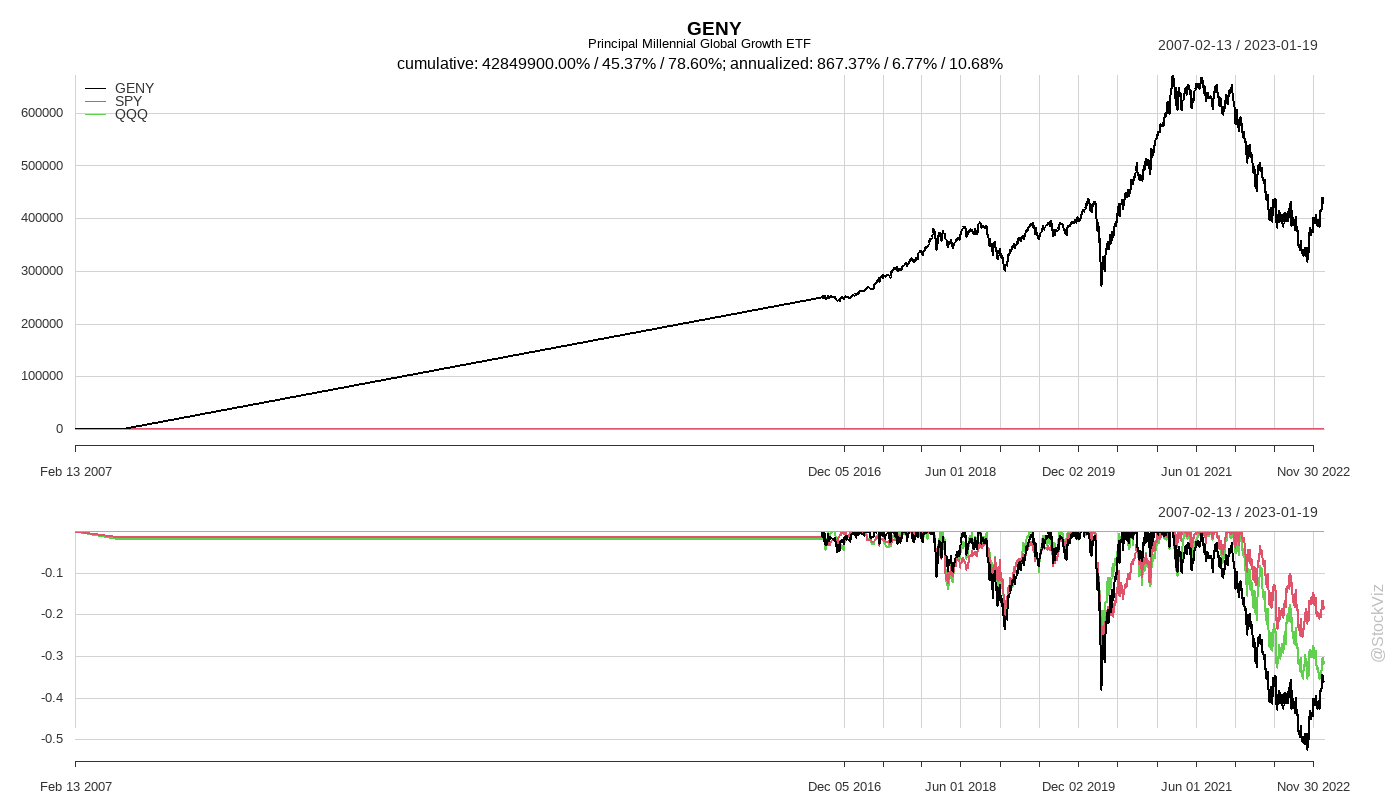 GENY
Principal Millennial Global Growth ETF
2007-02-13 / 2023-01-19
cumulative: 42849900.00% / 45.37% / 78.60%; annualized: 867.37% / 6.77% / 10.68%
GENY
SPY
QQQ
600000
500000
400000
300000
200000
100000
0
Feb 13 2007
Dec 05 2016
Jun 01 2018
Dec 02 2019
Jun 01 2021
Nov 30 2022
2007-02-13 / 2023-01-19
-0.1
-0.2
-0.3
-0.4
-0.5
Feb 13 2007
Dec 05 2016
Jun 01 2018
Dec 02 2019
Jun 01 2021
Nov 30 2022
@StockViz